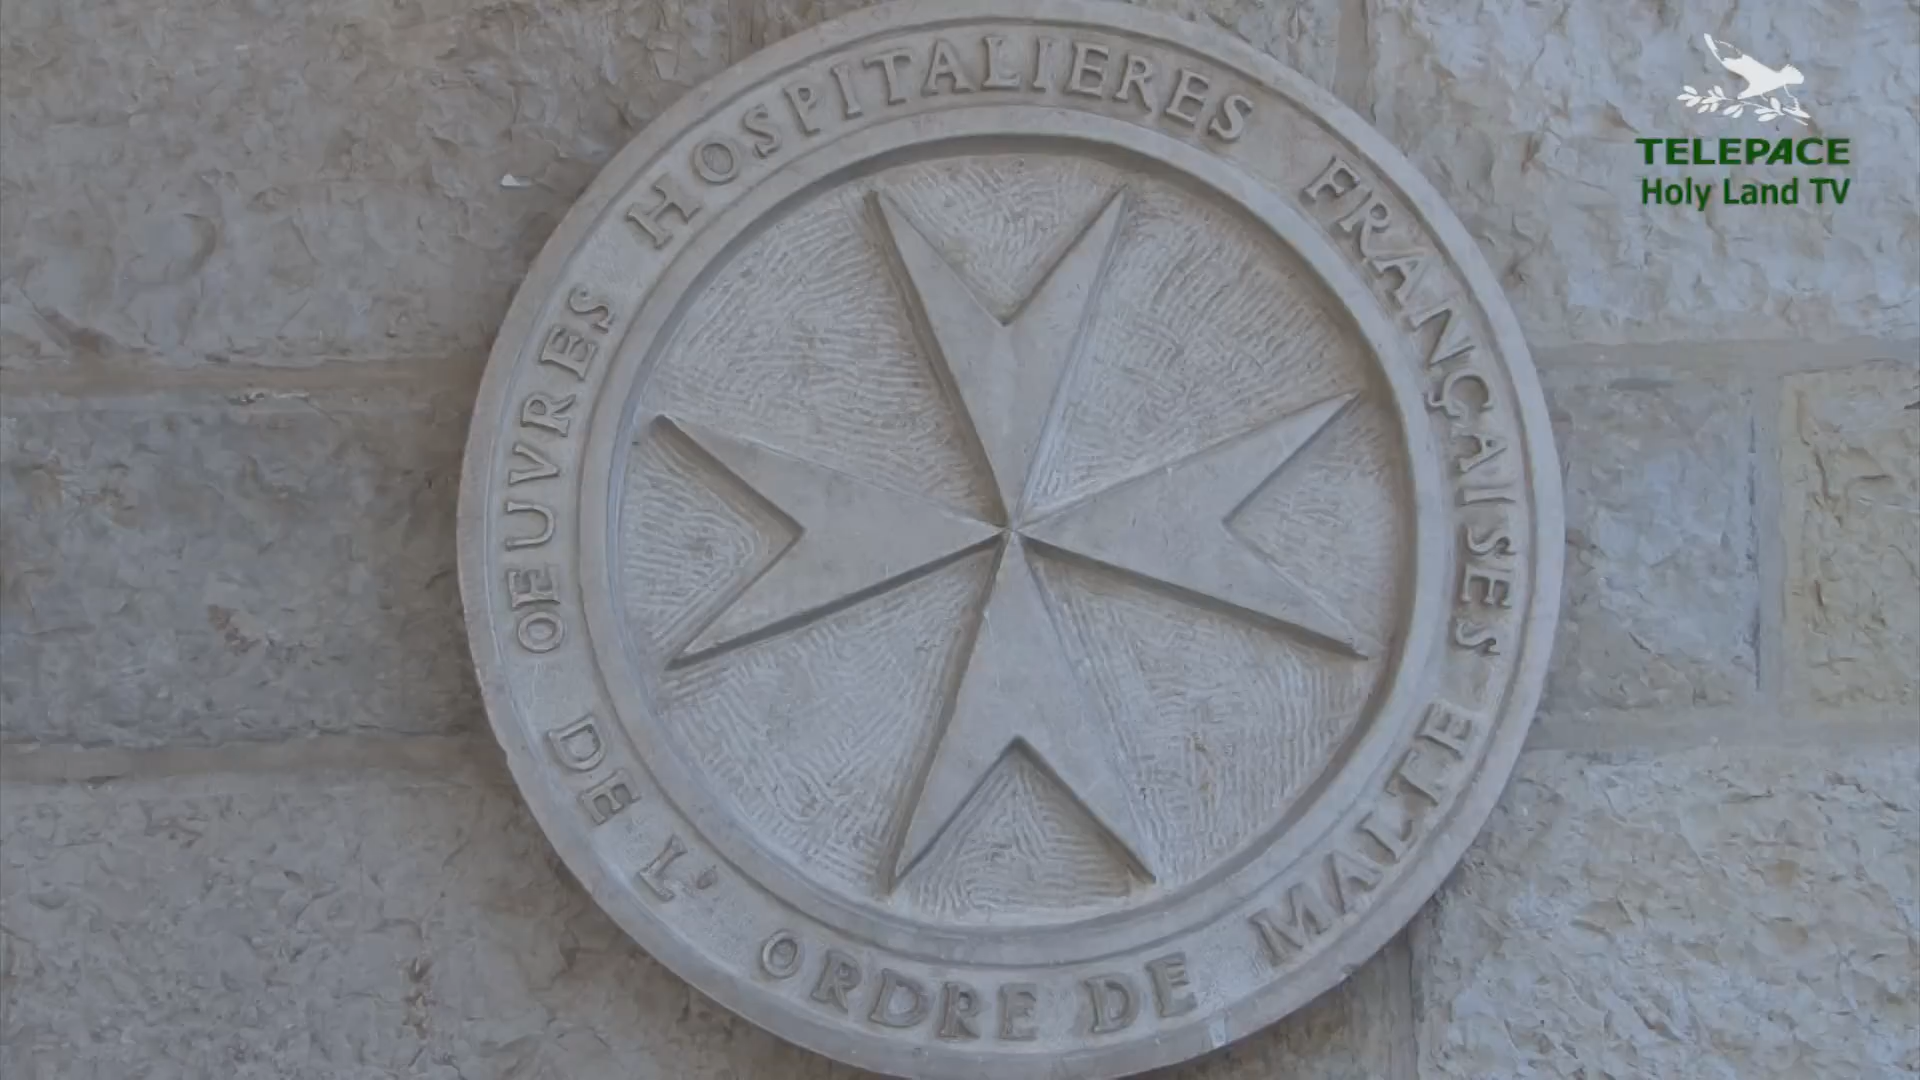 OEUVRES HOSPITALIERES FRANÇAISES
DE L'ORDRE DE MALTE
TELEPACE
Holy Land TV